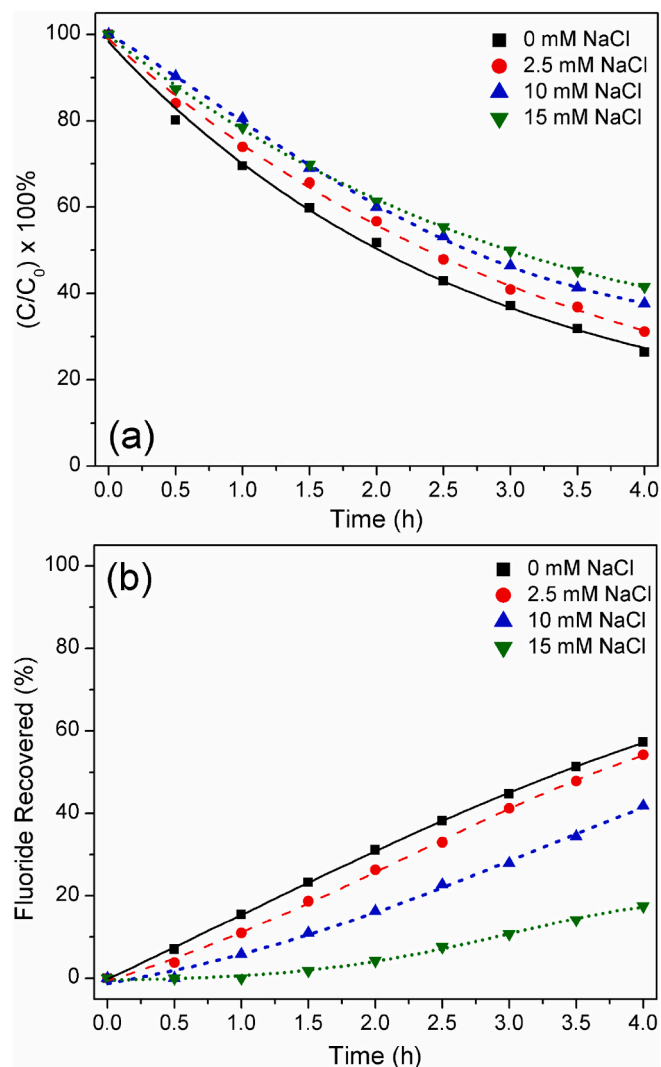 100
80
60
40
20
0
(C/C₀) x 100%
0 mM NaCl
2.5 mM NaCl
10 mM NaCl
15 mM NaCl
(a)
0.0 0.5 1.0 1.5 2.0 2.5 3.0 3.5 4.0
Time (h)
100
80
60
40
20
0
Fluoride Recovered (%)
(b)
0 mM NaCl
2.5 mM NaCl
10 mM NaCl
15 mM NaCl
0.0 0.5 1.0 1.5 2.0 2.5 3.0 3.5 4.0
Time (h)